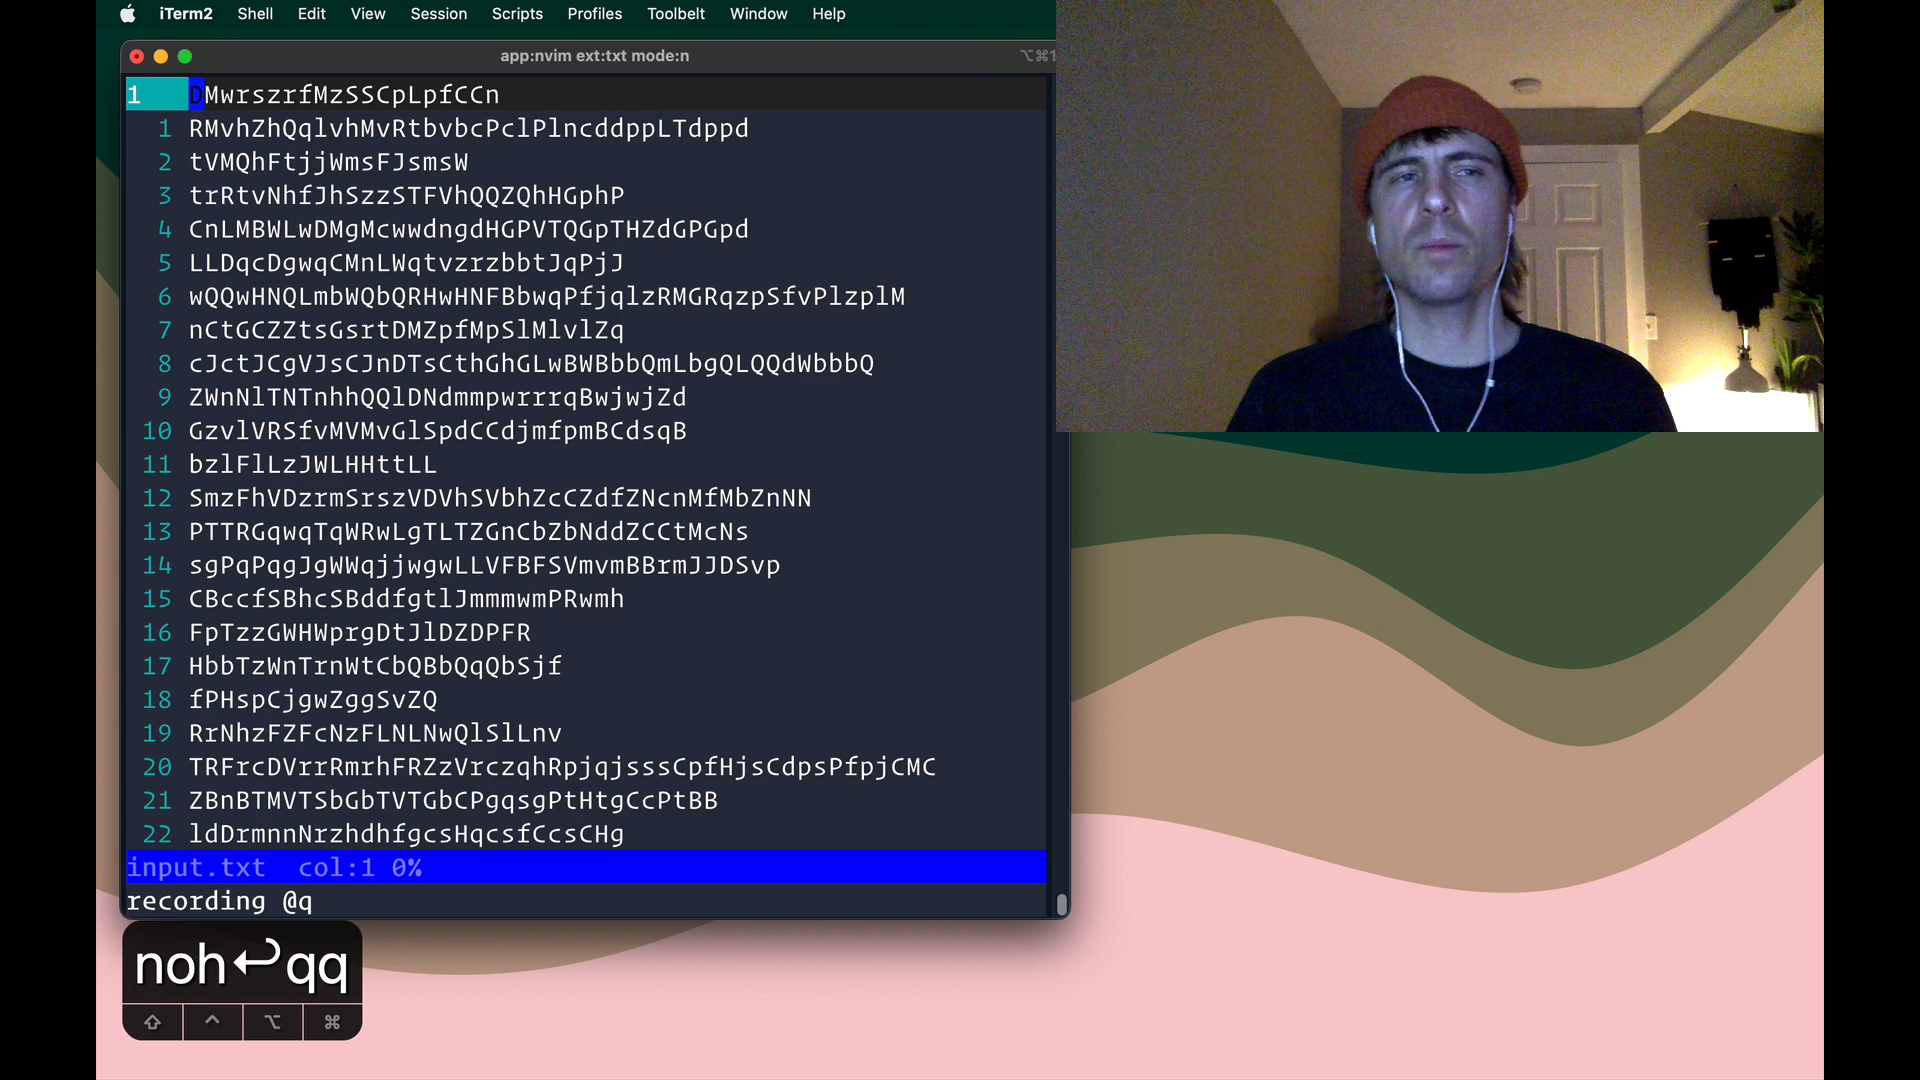 iTerm2 Shell Edit View Session Scripts Profiles Toolbelt Window Help
app:nvim ext:txt mode:n ⌥⌘1
1 DMwrszrfMzSSCpLpfCCn
1 RMvhZhQqlvhMvRtbvbcPclPlncddppLTdppd
2 tVMQhFtjjWmsFJsmsW
3 trRtvNhfJhSzzSTFVhQQZQhHGphP
4 CnLMBWLwDMgMcwwdngdHGPVTQGpTHZdGPGpd
5 LLDqcDgwqCMnLWqtvzrzbbtJqPjJ
6 wQQwHNQLmbWQbQRHwHNFBbwqPfjqlzRMGRqzpSfvPlzplM
7 nCtGCZZtsGsrtDMZpfMpSlMlvlZq
8 cJctJCgVJsCJnDTsCthGhGLwBWBbbQmLbgQLQQdWbbbQ
9 ZWnNlTNTnhhQQlDNdmmpwrrrqBwjwjZd
10 GzvlVRSfvMVMvGlSpdCCdjmfpmBCdsqB
11 bzlFlLzJWLHHttLL
12 SmzFhVDzrmSrszVDVhSVbhZcCZdfZNcnMfMbZnNN
13 PTTRGqwqTqWRwLgTLTZGnCbZbNddZCCtMcNs
14 sgPqPqgJgWWqjjwgwLLVFBFSVmvmBBrmJJDSvp
15 CBccfSBhcSBddfgtlJmmmwmPRwmh
16 FpTzzGWHWprgDtJlDZDPFR
17 HbbTzWnTrnWtCbQBbQqQbSjf
18 fPHspCjgwZggSvZQ
19 RrNhzFZFcNzFLNLNwQlSlLnv
20 TRFrcDVrrRmrhFRZzVrczqhRpjqjsssCpfHjsCdpsPfpjCMC
21 ZBnBTMVTSbGbTVTGbCPgqsgPtHtgCcPtBB
22 ldDrmnnNrzhdhfgcsHqcsfCcsCHg
input.txt col:1 0%
recording @q
noh↩qq
⇧ ^ ⌥ ⌘